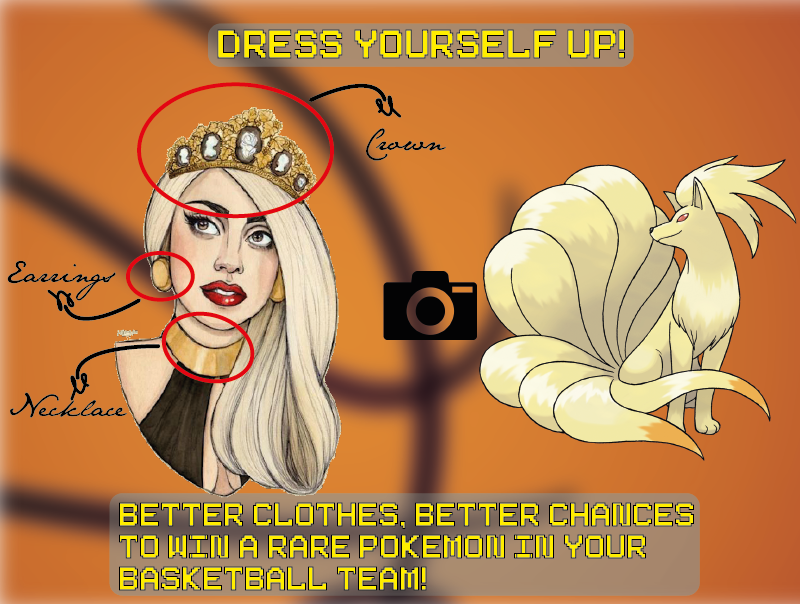 DRESS YOURSELF UP!
Crown
Earrings
Necklace
BETTER CLOTHES, BETTER CHANCES
TO WIN A RARE POKEMON IN YOUR
BASKETBALL TEAM!